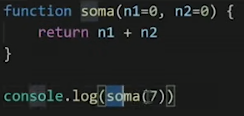 function soma(n1=0, n2=0) {
return n1 + n2
}
console.log(soma(7))